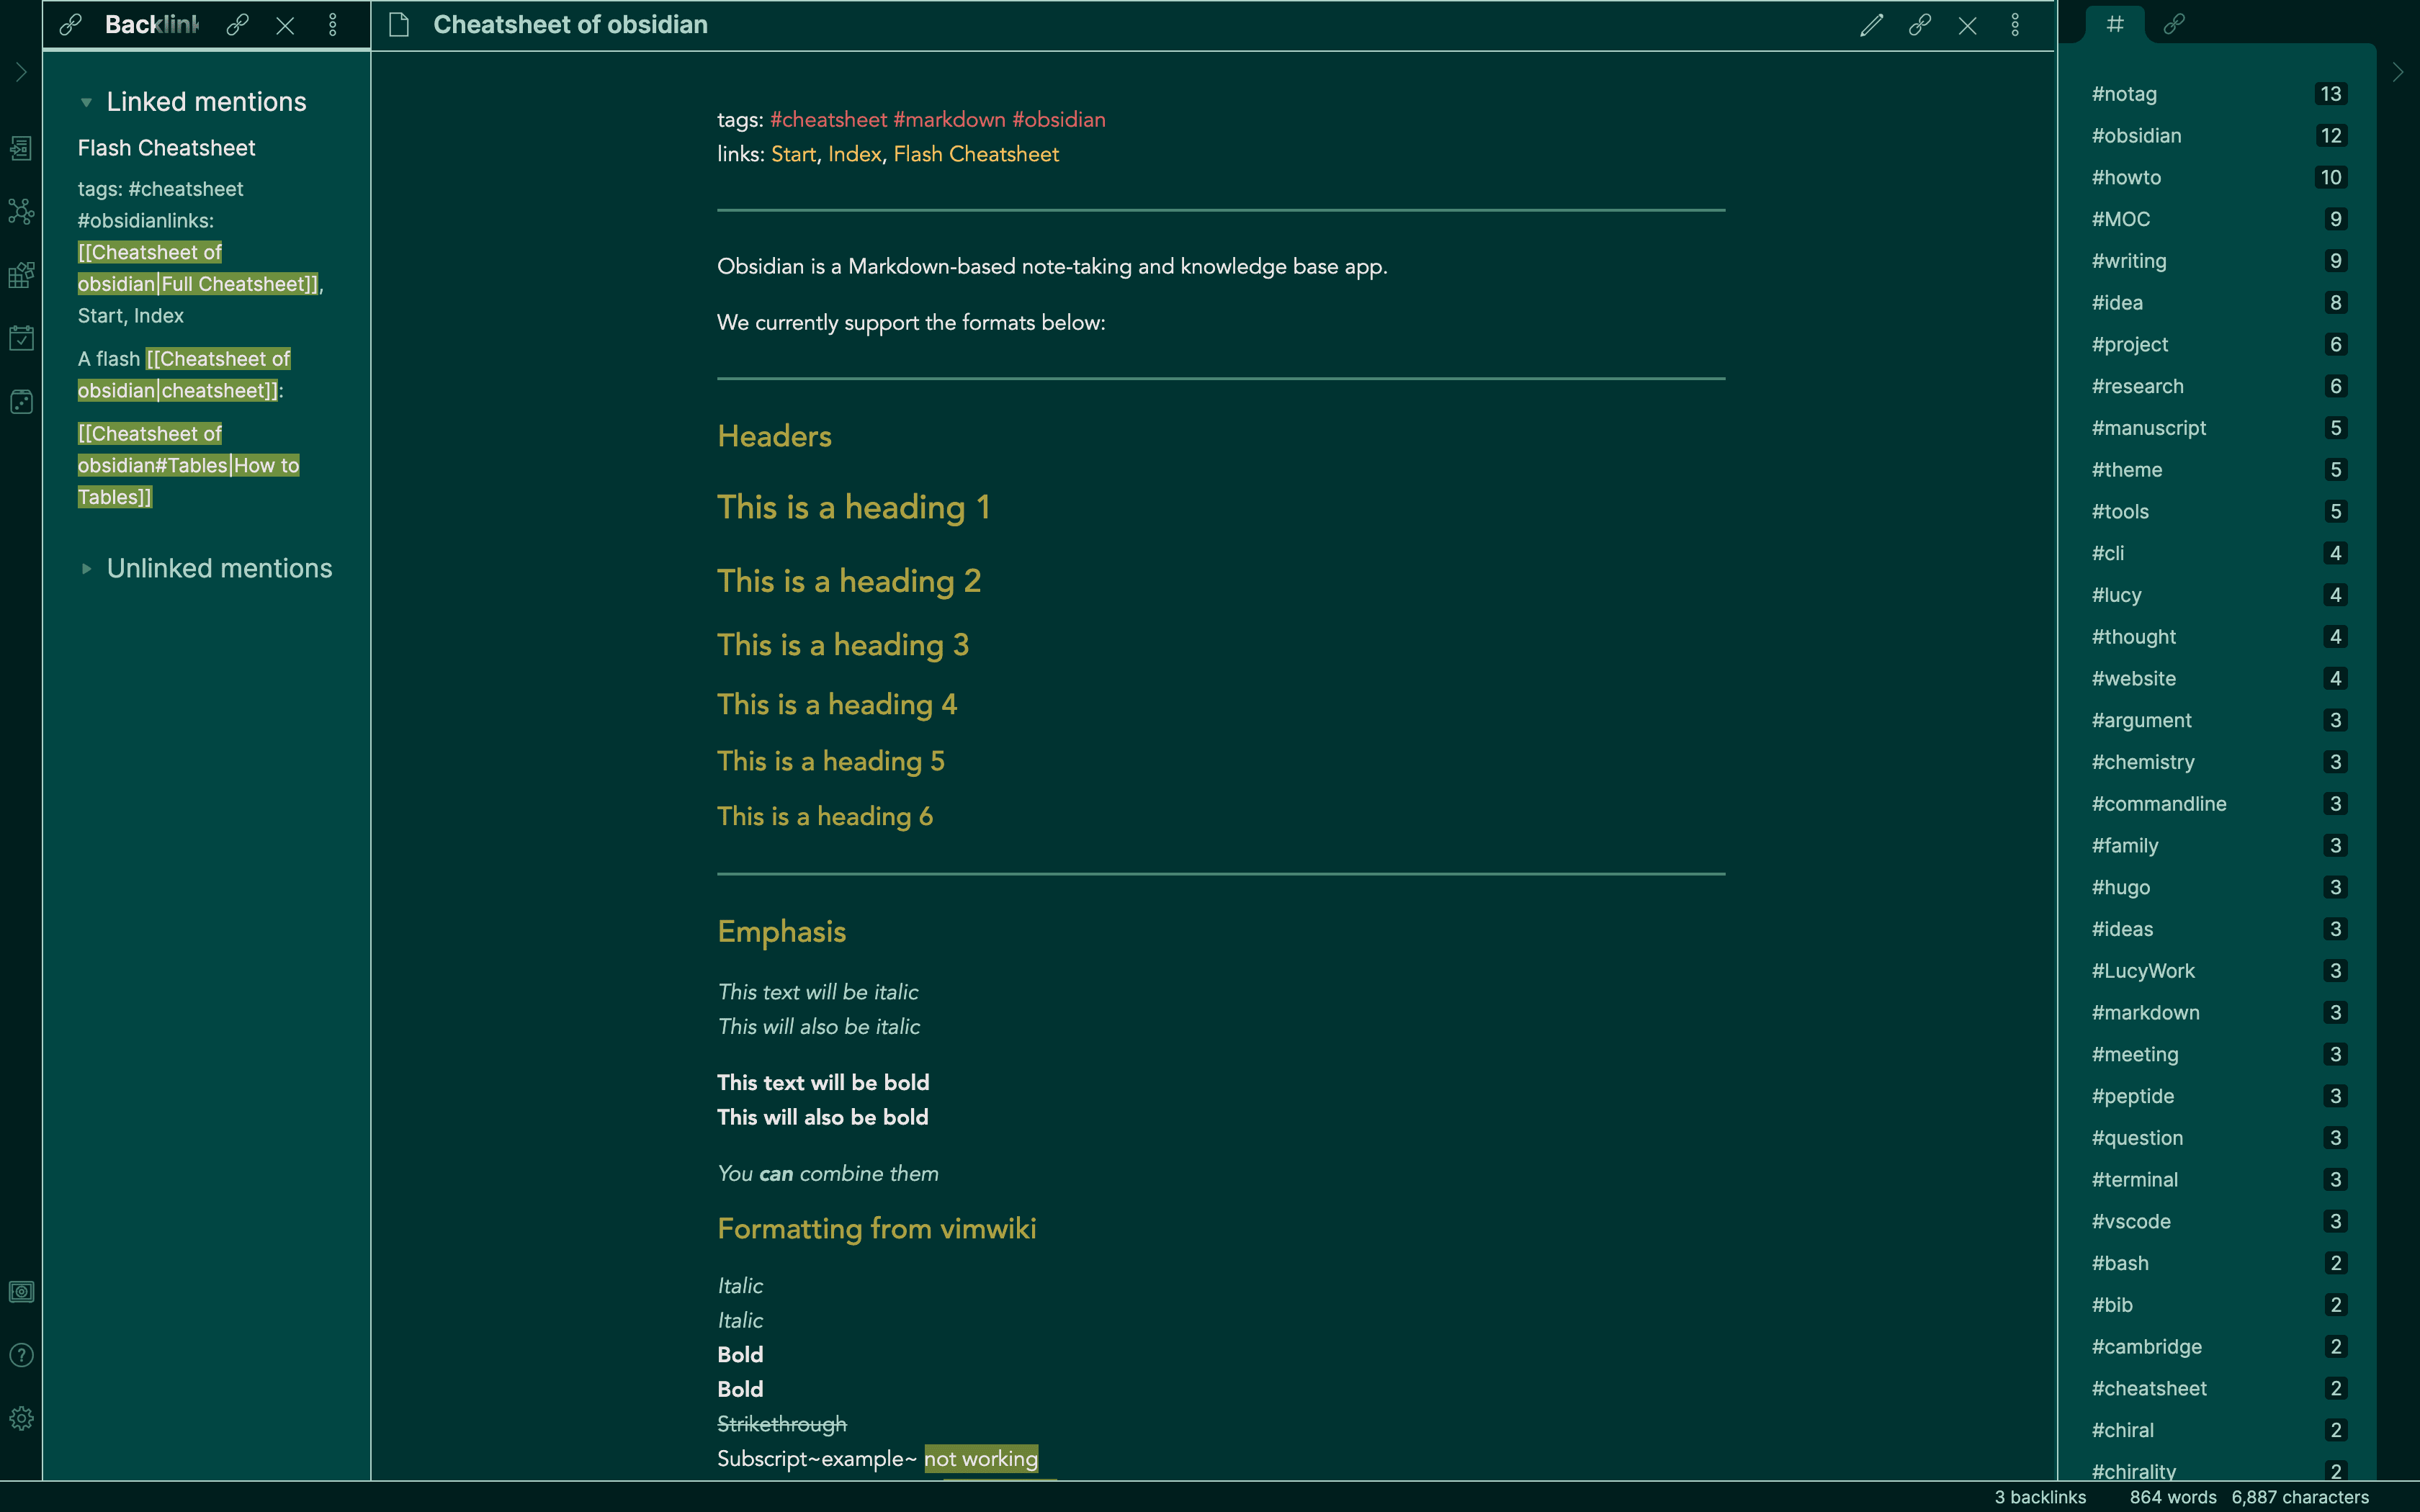 Backlink
Linked mentions
Flash Cheatsheet
tags: #cheatsheet
#obsidianlinks:
[[Cheatsheet of
obsidian|Full Cheatsheet]],
Start, Index
A flash [[Cheatsheet of
obsidian|cheatsheet]]:
[[Cheatsheet of
obsidian#Tables|How to
Tables]]
Unlinked mentions
Cheatsheet of obsidian
tags: #cheatsheet #markdown #obsidian
links: Start, Index, Flash Cheatsheet
Obsidian is a Markdown-based note-taking and knowledge base app.
We currently support the formats below:
Headers
This is a heading 1
This is a heading 2
This is a heading 3
This is a heading 4
This is a heading 5
This is a heading 6
Emphasis
This text will be italic
This will also be italic
This text will be bold
This will also be bold
You can combine them
Formatting from vimwiki
Italic
Italic
Bold
Bold
Strikethrough
Subscript~example~ not working
#
#notag 13
#obsidian 12
#howto 10
#MOC 9
#writing 9
#idea 8
#project 6
#research 6
#manuscript 5
#theme 5
#tools 5
#cli 4
#lucy 4
#thought 4
#website 4
#argument 3
#chemistry 3
#commandline 3
#family 3
#hugo 3
#ideas 3
#LucyWork 3
#markdown 3
#meeting 3
#peptide 3
#question 3
#terminal 3
#vscode 3
#bash 2
#bib 2
#cambridge 2
#cheatsheet 2
#chiral 2
#chirality 2
3 backlinks 864 words 6,887 characters